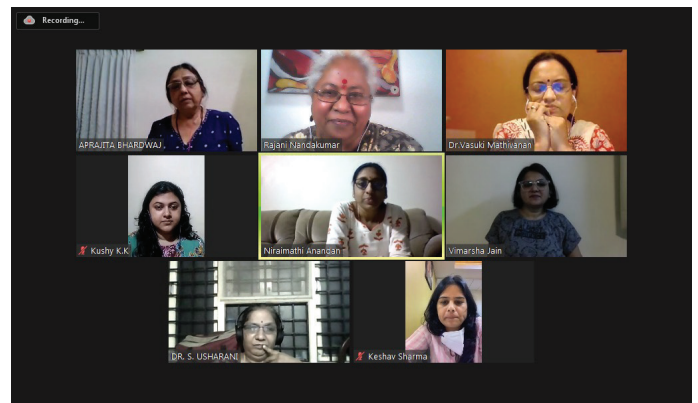 Recording...
APRAJITA BHARDWAJ
Rajani Nandakumar
Dr.Vasuki Mathivanan
Kushy K.K
Niraimathi Anandan
Vimarsha Jain
DR. S. USHARANI
Keshav Sharma